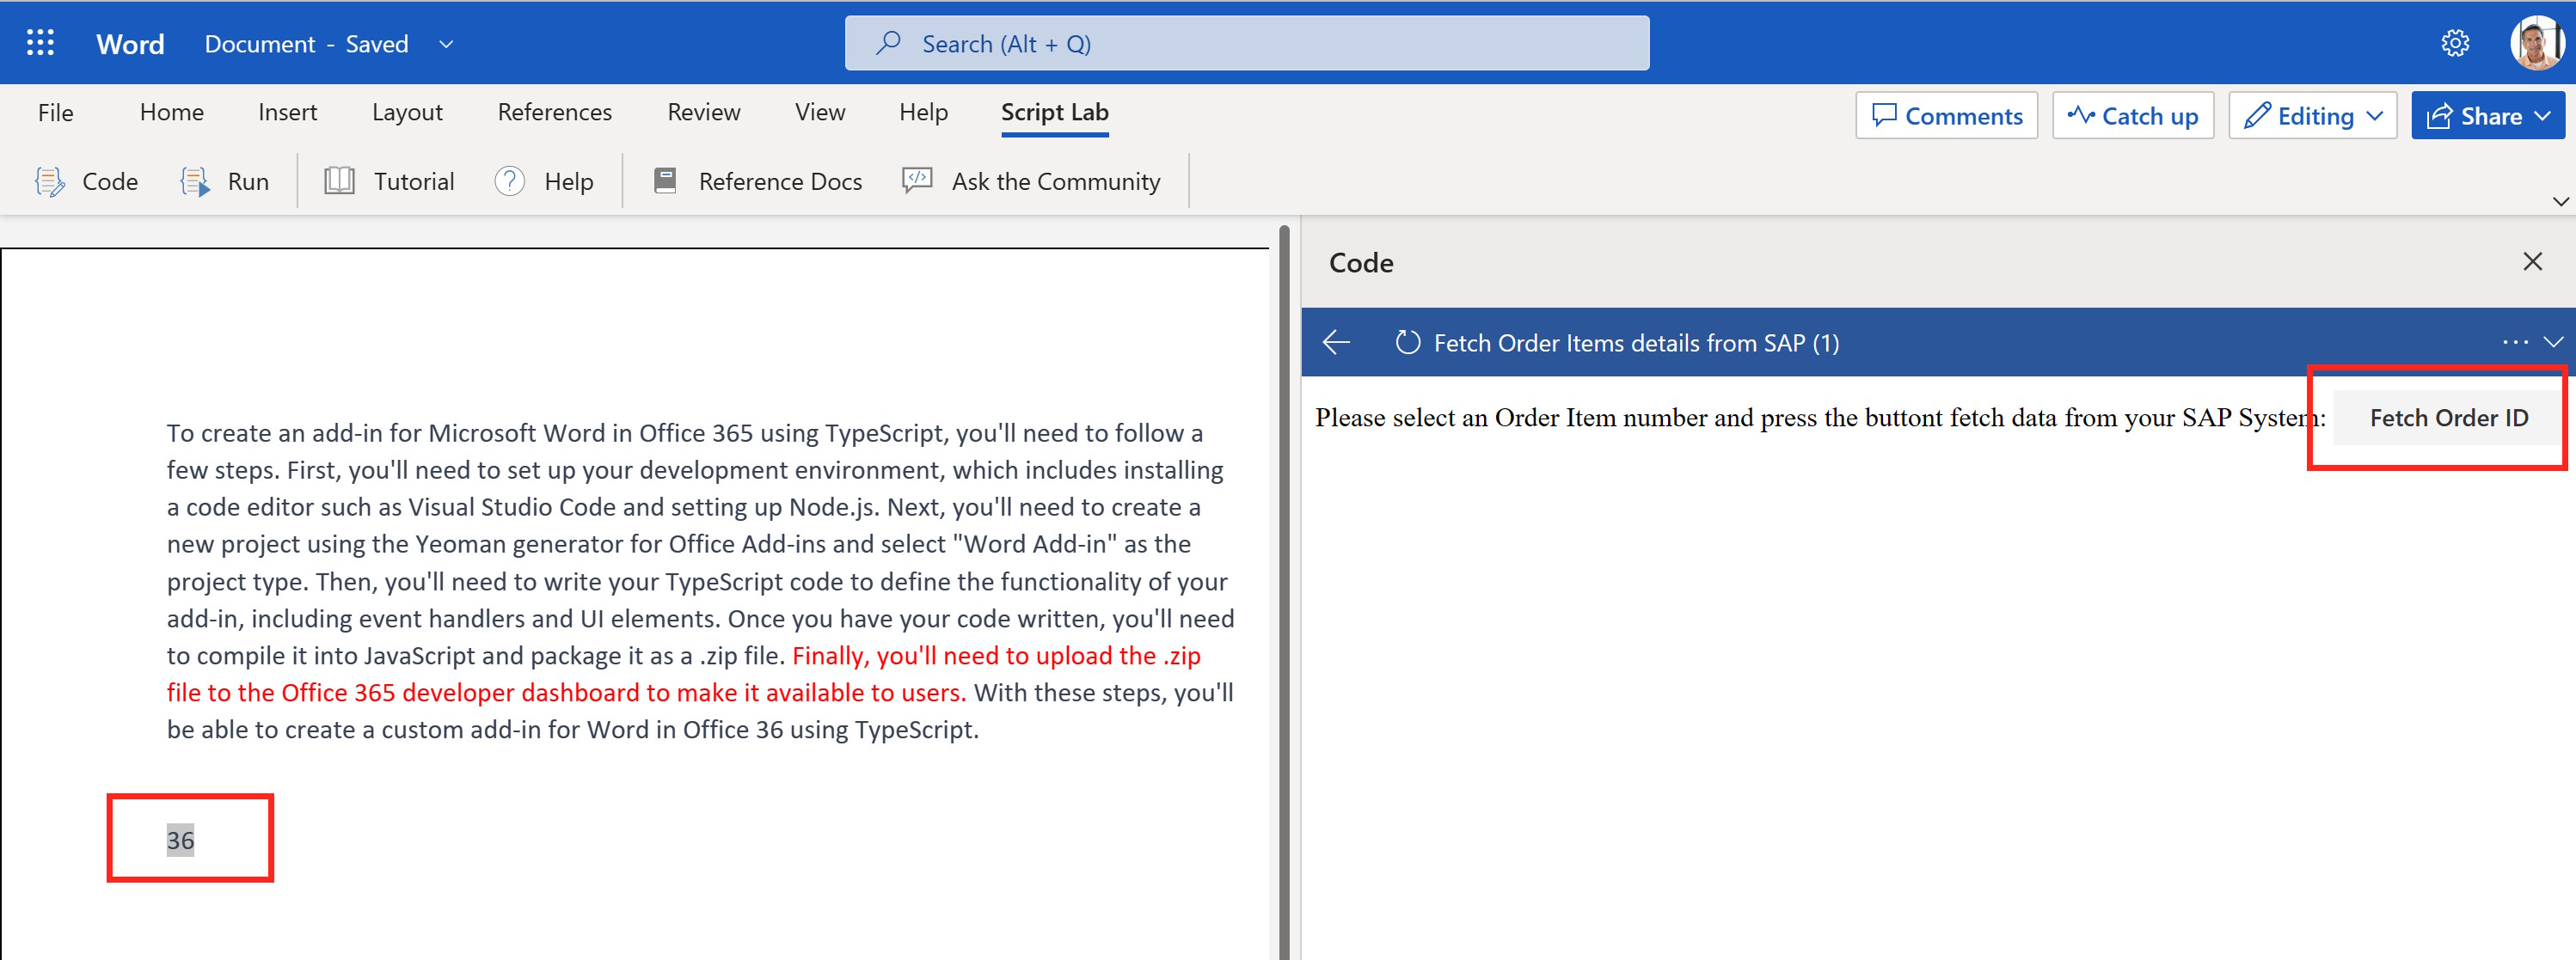 Word Document - Saved Search (Alt + Q)
File Home Insert Layout References Review View Help Script Lab Comments Catch up Editing Share
Code Run Tutorial Help Reference Docs Ask the Community
Code
Fetch Order Items details from SAP (1)
Please select an Order Item number and press the buttont fetch data from your SAP System: Fetch Order ID
To create an add-in for Microsoft Word in Office 365 using TypeScript, you'll need to follow a
few steps. First, you'll need to set up your development environment, which includes installing
a code editor such as Visual Studio Code and setting up Node.js. Next, you'll need to create a
new project using the Yeoman generator for Office Add-ins and select "Word Add-in" as the
project type. Then, you'll need to write your TypeScript code to define the functionality of your
add-in, including event handlers and UI elements. Once you have your code written, you'll need
to compile it into JavaScript and package it as a .zip file. Finally, you'll need to upload the .zip
file to the Office 365 developer dashboard to make it available to users. With these steps, you'll
be able to create a custom add-in for Word in Office 36 using TypeScript.
36